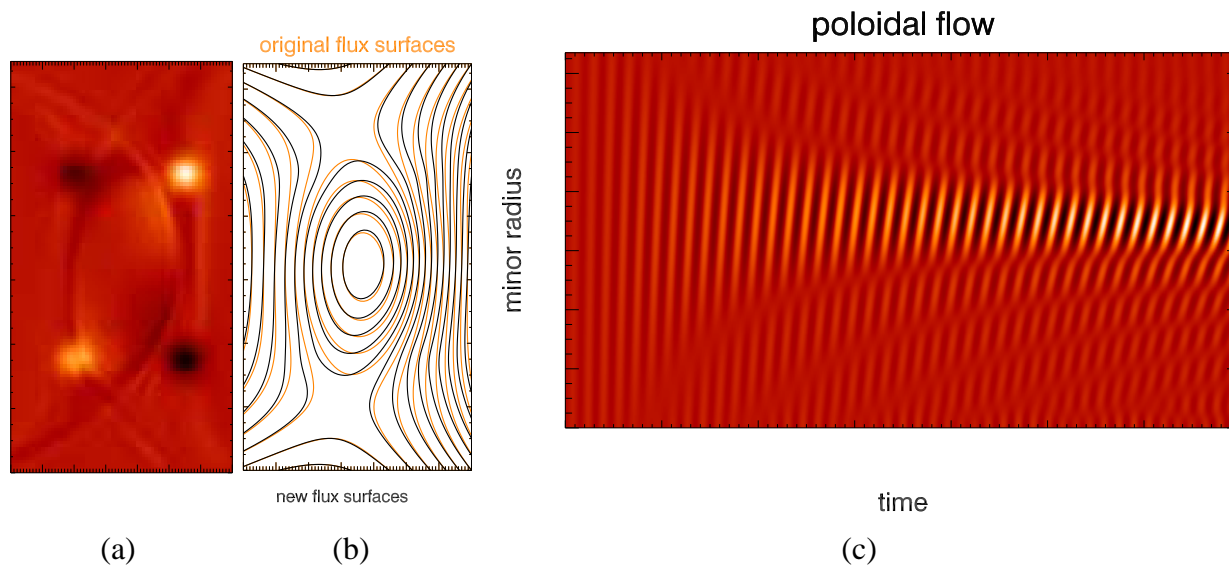 original flux surfaces
new flux surfaces
poloidal flow
minor radius
time
(a)
(b)
(c)